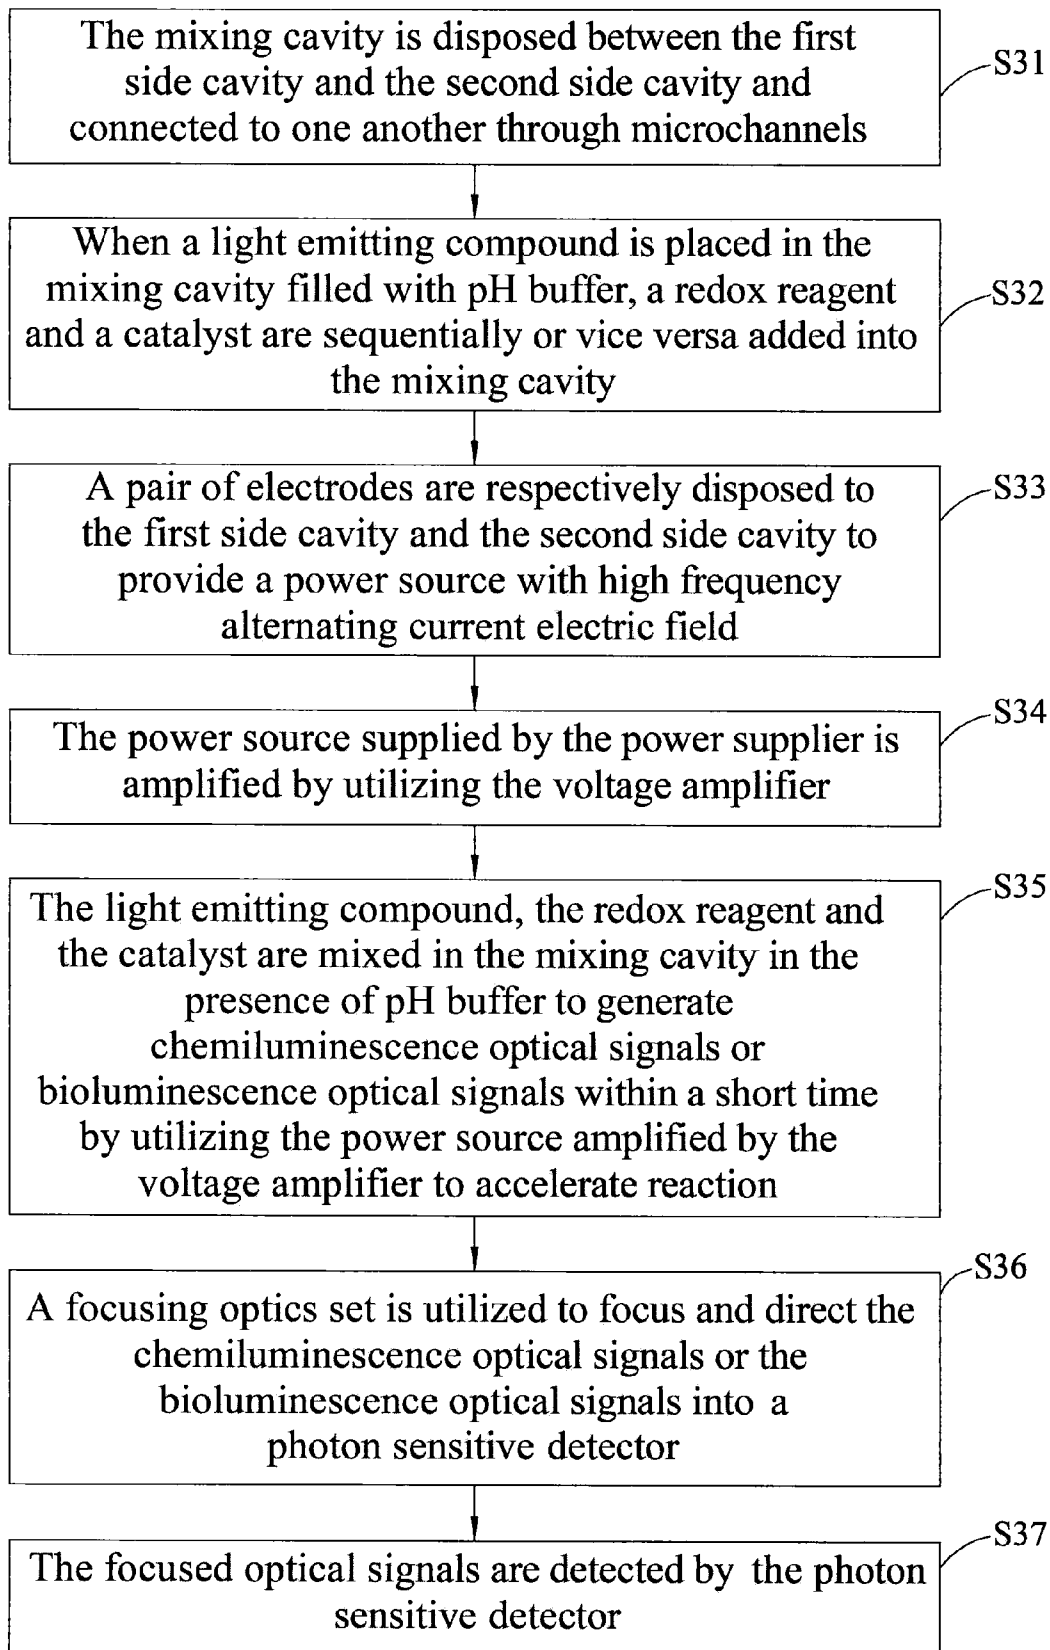 The mixing cavity is disposed between the first
side cavity and the second side cavity and
connected to one another through microchannels
S31
When a light emitting compound is placed in the
mixing cavity filled with pH buffer, a redox reagent
and a catalyst are sequentially or vice versa added into
the mixing cavity
S32
A pair of electrodes are respectively disposed to
the first side cavity and the second side cavity to
provide a power source with high frequency
alternating current electric field
S33
The power source supplied by the power supplier is
amplified by utilizing the voltage amplifier
S34
The light emitting compound, the redox reagent and
the catalyst are mixed in the mixing cavity in the
presence of pH buffer to generate
chemiluminescence optical signals or
bioluminescence optical signals within a short time
by utilizing the power source amplified by the
voltage amplifier to accelerate reaction
S35
A focusing optics set is utilized to focus and direct the
chemiluminescence optical signals or the
bioluminescence optical signals into a
photon sensitive detector
S36
The focused optical signals are detected by the photon
sensitive detector
S37